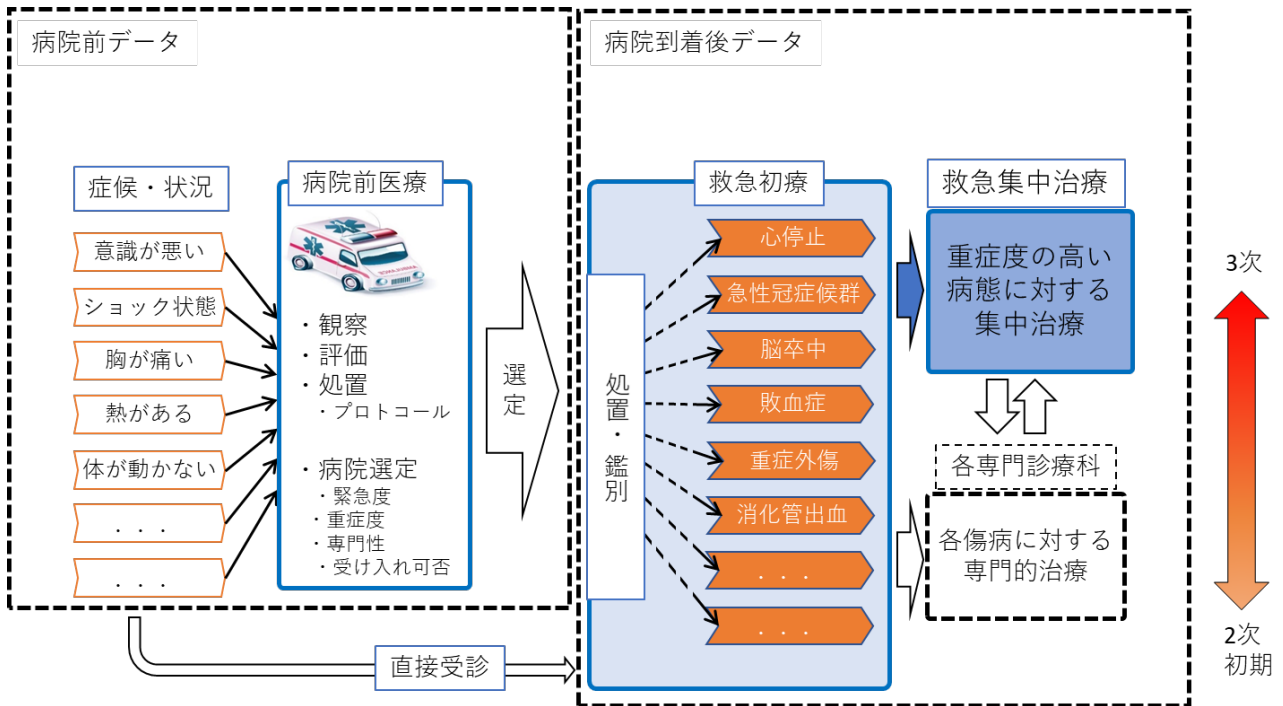 病院前データ
症候・状況
意識が悪い
ショック状態
胸が痛い
熱がある
体が動かない
...
...
病院前医療
・観察
・評価
・処置
・プロトコール
・病院選定
・緊急度
・重症度
・専門性
・受け入れ可否
選定
直接受診
病院到着後データ
救急初療
処置・鑑別
心停止
急性冠症候群
脳卒中
敗血症
重症外傷
消化管出血
...
...
救急集中治療
重症度の高い
病態に対する
集中治療
各専門診療科
各傷病に対する
専門的治療
3次
2次
初期